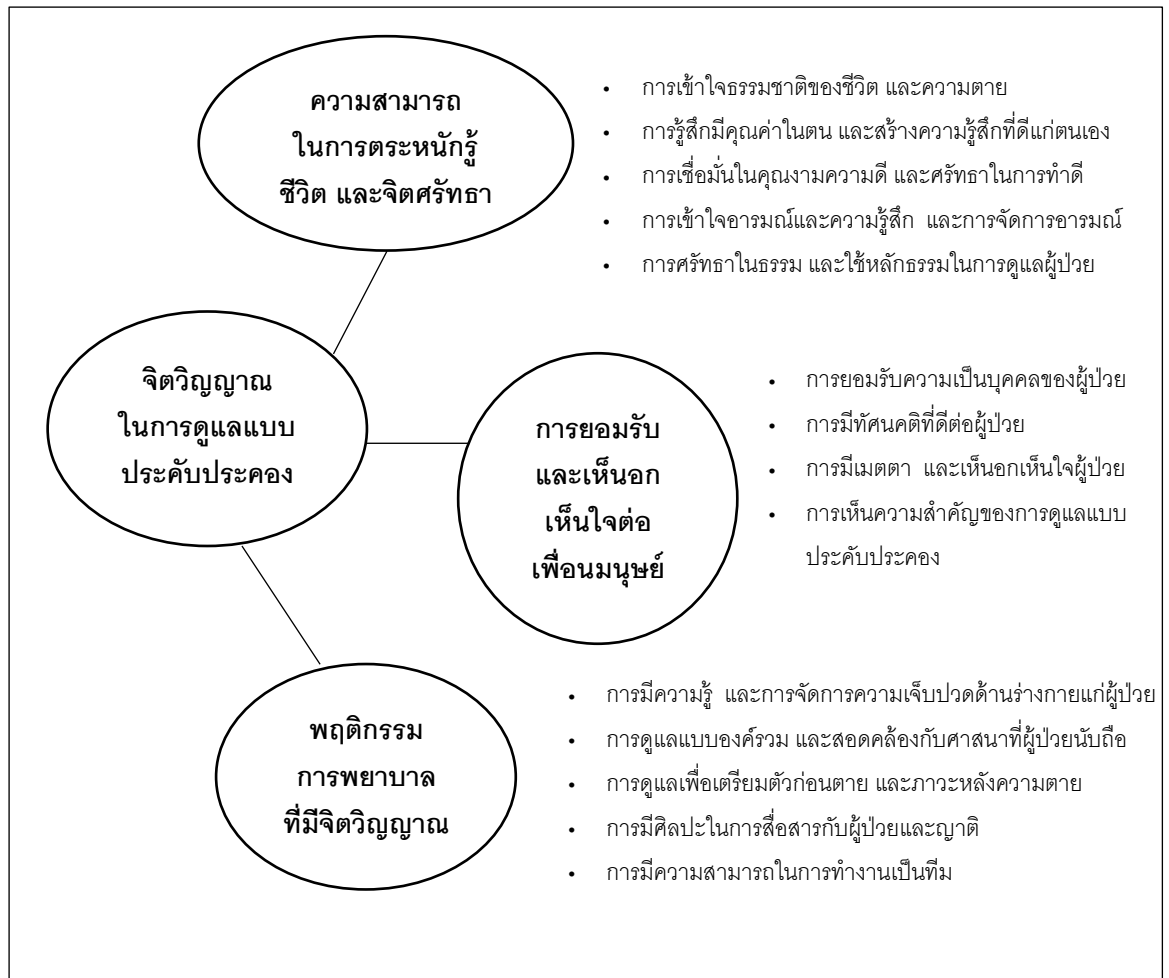 ความสามารถ
ในการตระหนักรู้
ชีวิต และจิตศรัทธา
• การเข้าใจธรรมชาติของชีวิต และความตาย
• การรู้สึกมีคุณค่าในตน และสร้างความรู้สึกที่ดีแก่ตนเอง
• การเชื่อมั่นในคุณงามความดี และศรัทธาในการทำดี
• การเข้าใจอารมณ์และความรู้สึก และการจัดการอารมณ์
• การศรัทธาในธรรม และใช้หลักธรรมในการดูแลผู้ป่วย
จิตวิญญาณ
ในการดูแลแบบ
ประคับประคอง
การยอมรับ
และเห็นอก
เห็นใจต่อ
เพื่อนมนุษย์
• การยอมรับความเป็นบุคคลของผู้ป่วย
• การมีทัศนคติที่ดีต่อผู้ป่วย
• การมีเมตตา และเห็นอกเห็นใจผู้ป่วย
• การเห็นความสำคัญของการดูแลแบบ
ประคับประคอง
พฤติกรรม
การพยาบาล
ที่มีจิตวิญญาณ
• การมีความรู้ และการจัดการความเจ็บปวดด้านร่างกายแก่ผู้ป่วย
• การดูแลแบบองค์รวม และสอดคล้องกับศาสนาที่ผู้ป่วยนับถือ
• การดูแลเพื่อเตรียมตัวก่อนตาย และภาวะหลังความตาย
• การมีศิลปะในการสื่อสารกับผู้ป่วยและญาติ
• การมีความสามารถในการทำงานเป็นทีม